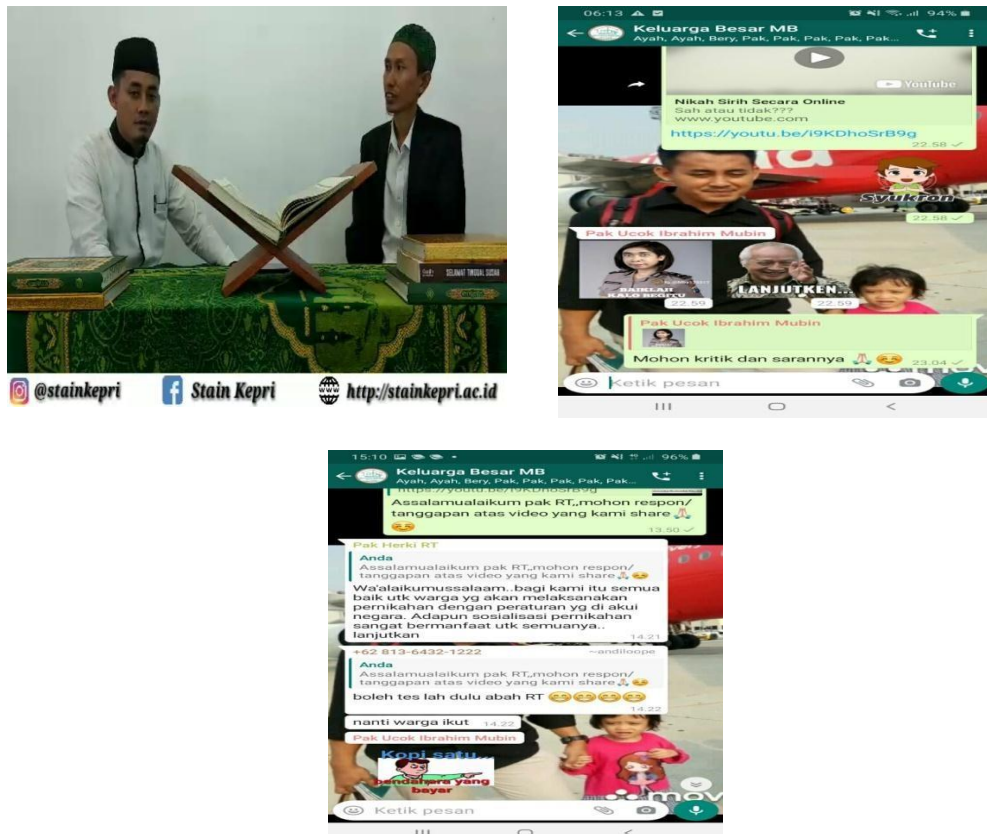 SELAMAT TINGGAL
@stainkepri
Stain Kepri
http://stainkepri.ac.id
06:13
94%
Keluarga Besar MB
Ayah, Ayah, Bery, Pak, Pak, Pak, Pak, Pak...
YouTube
Nikah Sirih Secara Online
Sah atau tidak???
www.youtube.com
https://youtu.be/i9KDhoSrB9g
22.58
Syukron
22.58
Pak Ucok Ibrahim Mubin
BAIKLAH
KALO BEGITU
LANJUTKEN...
22.59
22.59
Pak Ucok Ibrahim Mubin
Mohon kritik dan sarannya 🙏😊 23.04
Ketik pesan
15:10
96%
Keluarga Besar MB
Ayah, Ayah, Bery, Pak, Pak, Pak, Pak, Pak...
https://youtu.be/i9KDhoSrB9g
Assalamualaikum pak RT,,mohon respon/
tanggapan atas video yang kami share🙏
😊
13.50
Pak Herki RT
Anda
Assalamualaikum pak RT,,mohon respon/
tanggapan atas video yang kami share🙏😊
Wa'alaikumussalaam..bagi kami itu semua
baik utk warga yg akan melaksanakan
pernikahan dengan peraturan yg di akui
negara. Adapun sosialisasi pernikahan
sangat bermanfaat utk semuanya..
lanjutkan 14.21
+62 813-6432-1222 ~andiloope
Anda
Assalamualaikum pak RT,,mohon respon/
tanggapan atas video yang kami share🙏😊
boleh tes lah dulu abah RT 😁😁😁😁
14.22
nanti warga ikut 14.22
Pak Ucok Ibrahim Mubin
Kopi satu...
bendahara yang
bayar
mov
Ketik pesan